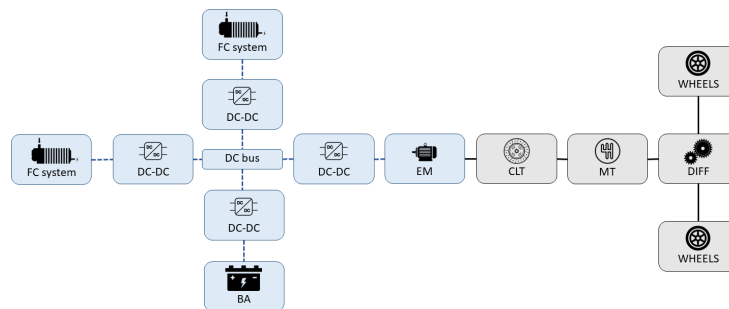 FC system
DC-DC
WHEELS
FC system
DC-DC
DC bus
DC-DC
EM
CLT
MT
DIFF
DC-DC
BA
WHEELS